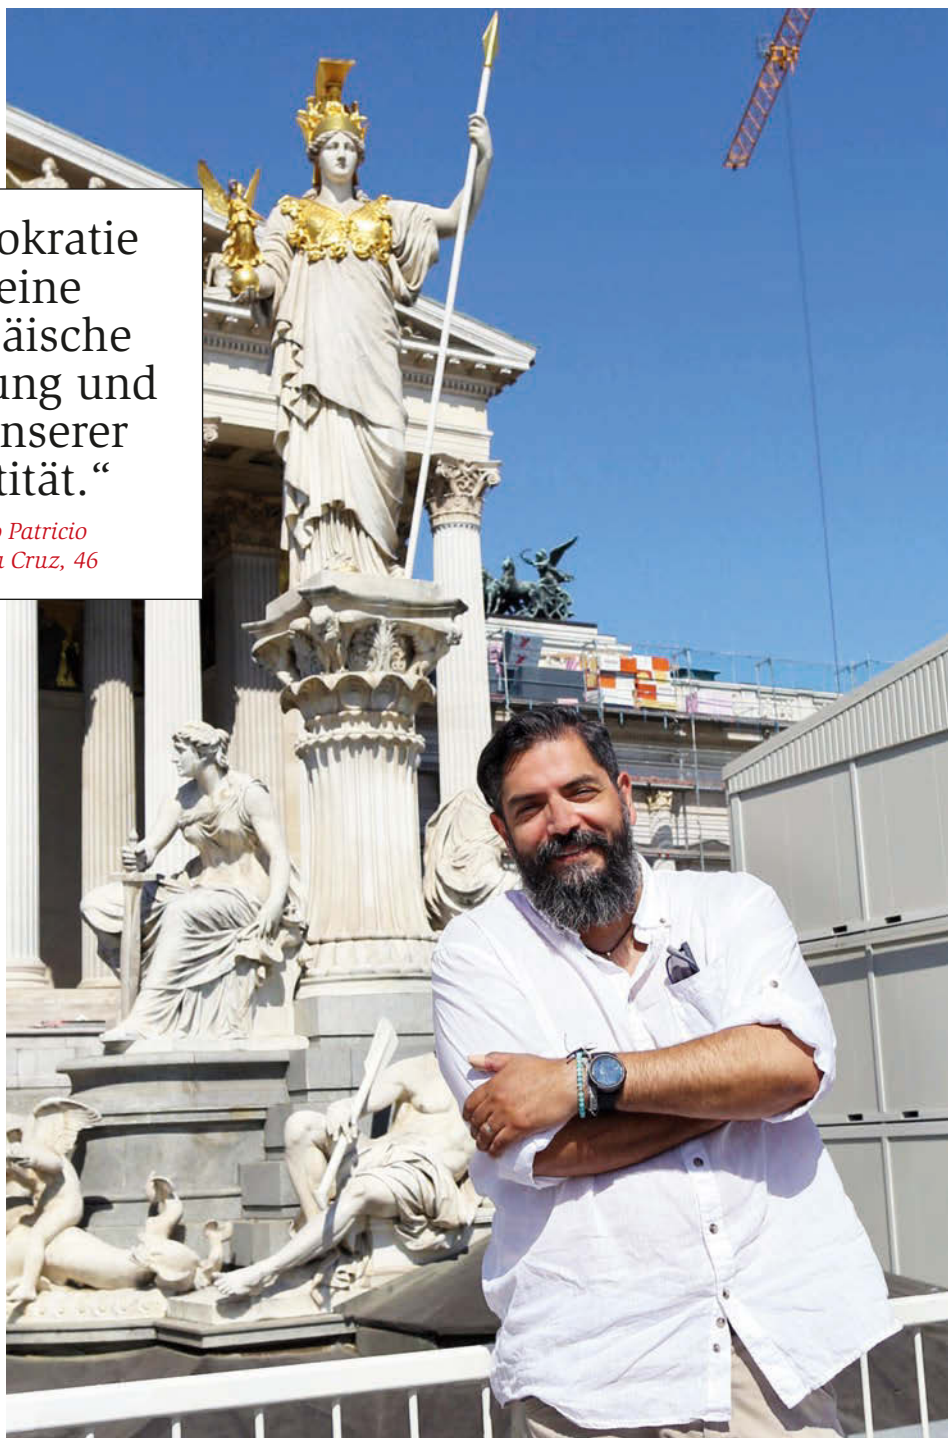 okratie
eine
äische
ung und
nserer
tität.“
o Patricio
a Cruz, 46